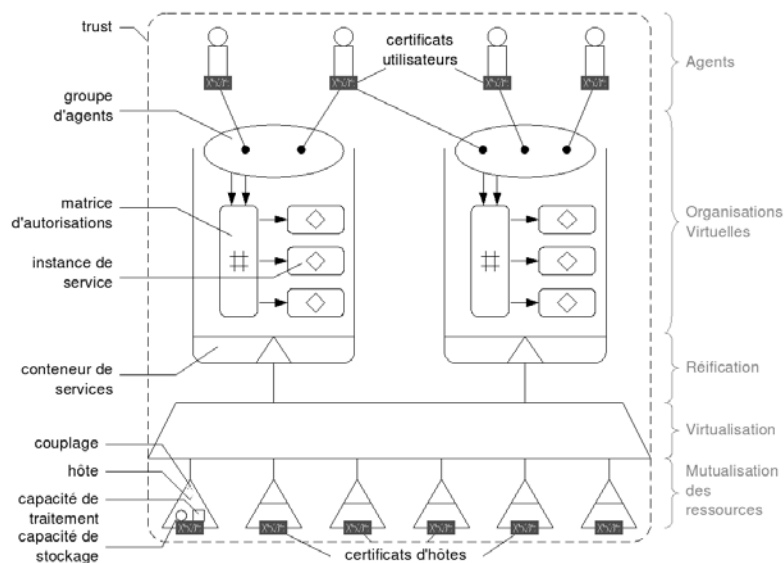 trust
certificats
utilisateurs
Agents
groupe
d'agents
matrice
d'autorisations
Organisations
Virtuelles
instance de
service
conteneur de
services
Réification
Virtualisation
couplage
hôte
capacité de
traitement
capacité de
stockage
certificats d'hôtes
Mutualisation
des
ressources